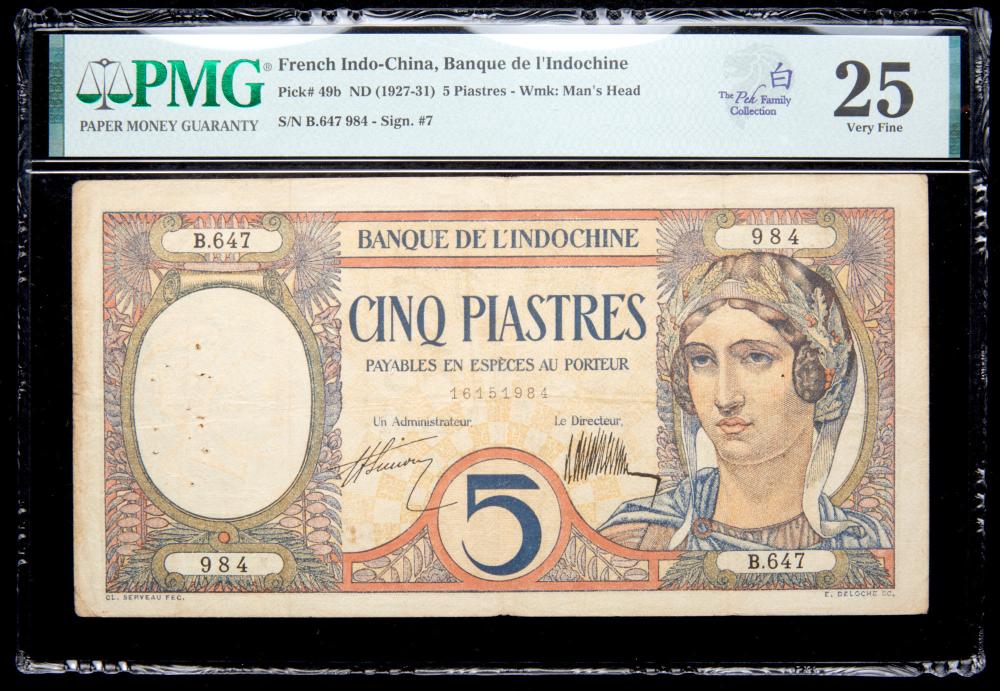 PMG®
PAPER MONEY GUARANTY
French Indo-China, Banque de l'Indochine
Pick# 49b ND (1927-31) 5 Piastres - Wmk: Man's Head
S/N B.647 984 - Sign. #7
白
The Peh Family
Collection
25
Very Fine
B.647
BANQUE DE L'INDOCHINE
984
CINQ PIASTRES
PAYABLES EN ESPÈCES AU PORTEUR
16151984
Un Administrateur,
Le Directeur,
5
984
B.647
CL. SERVEAU FEC.
E. DELOCHE SC.